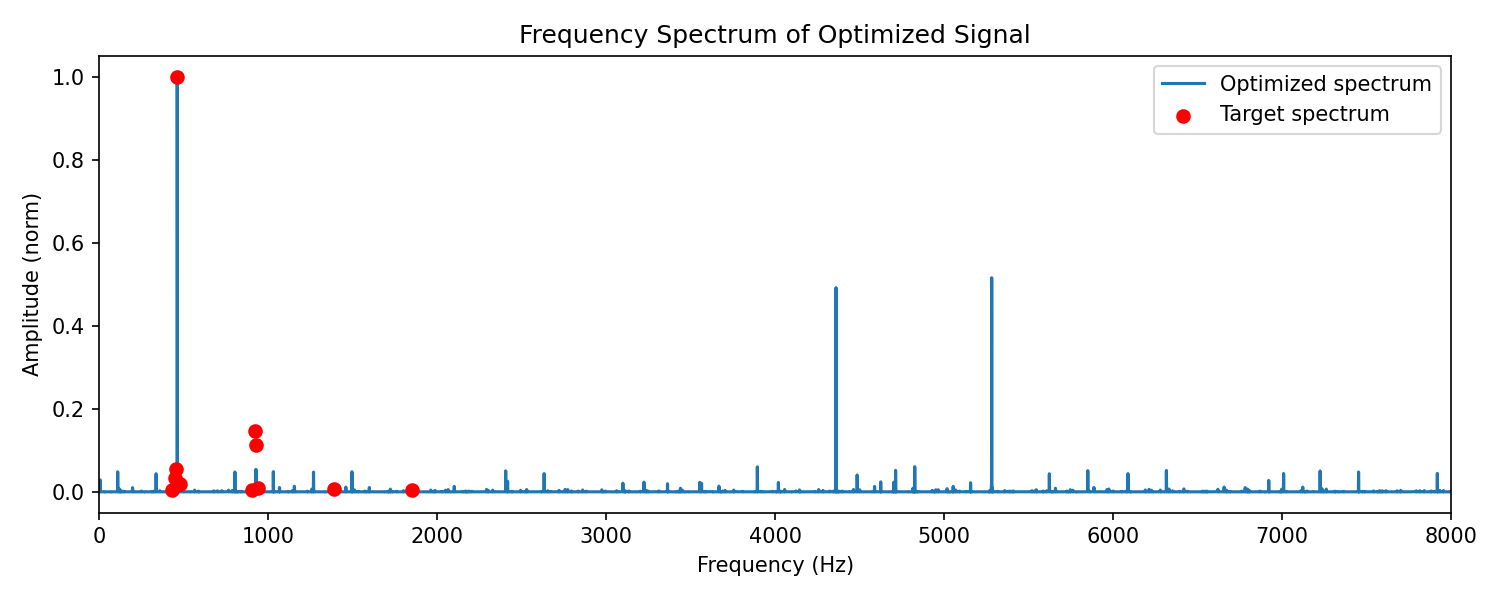 Frequency Spectrum of Optimized Signal
Optimized spectrum
Target spectrum
Amplitude (norm)
1.0
0.8
0.6
0.4
0.2
0.0
0 1000 2000 3000 4000 5000 6000 7000 8000
Frequency (Hz)